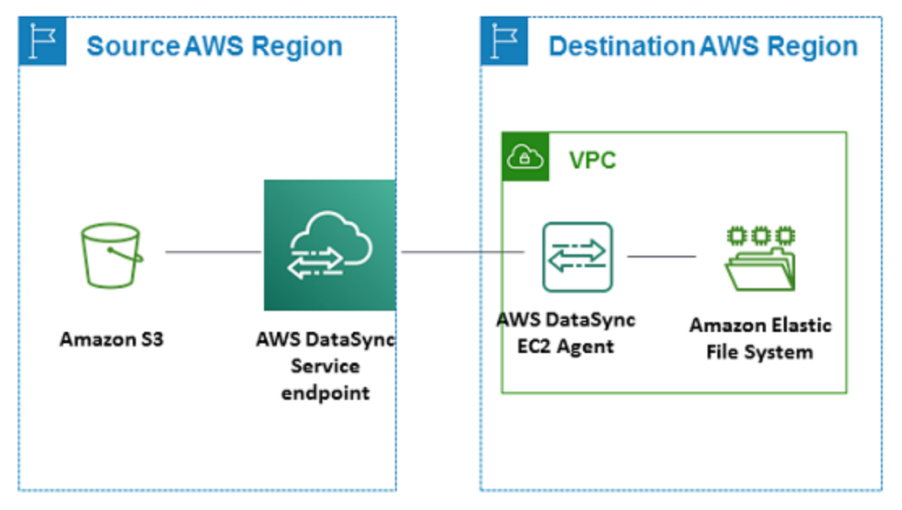 Source AWS Region
Destination AWS Region
VPC
Amazon S3
AWS DataSync
Service
endpoint
AWS DataSync
EC2 Agent
Amazon Elastic
File System